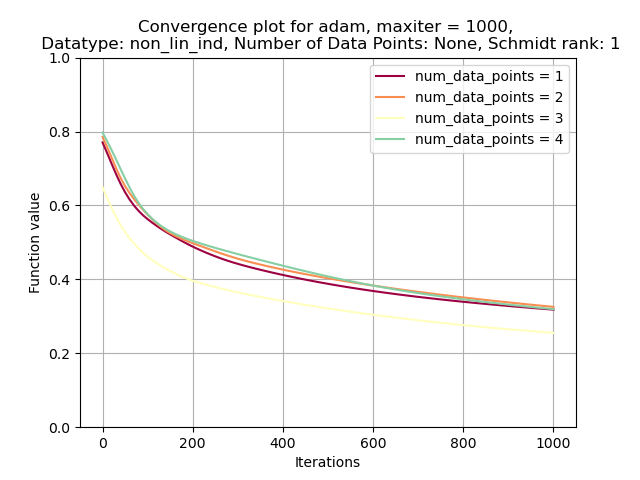 Convergence plot for adam, maxiter = 1000,
Datatype: non_lin_ind, Number of Data Points: None, Schmidt rank: 1
num_data_points = 1
num_data_points = 2
num_data_points = 3
num_data_points = 4
Function value
1.0
0.8
0.6
0.4
0.2
0.0
0 200 400 600 800 1000
Iterations